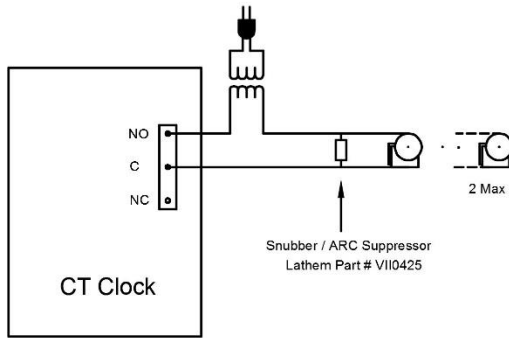 NO
C
NC
2 Max
Snubber / ARC Suppressor
Lathem Part # VII0425
CT Clock